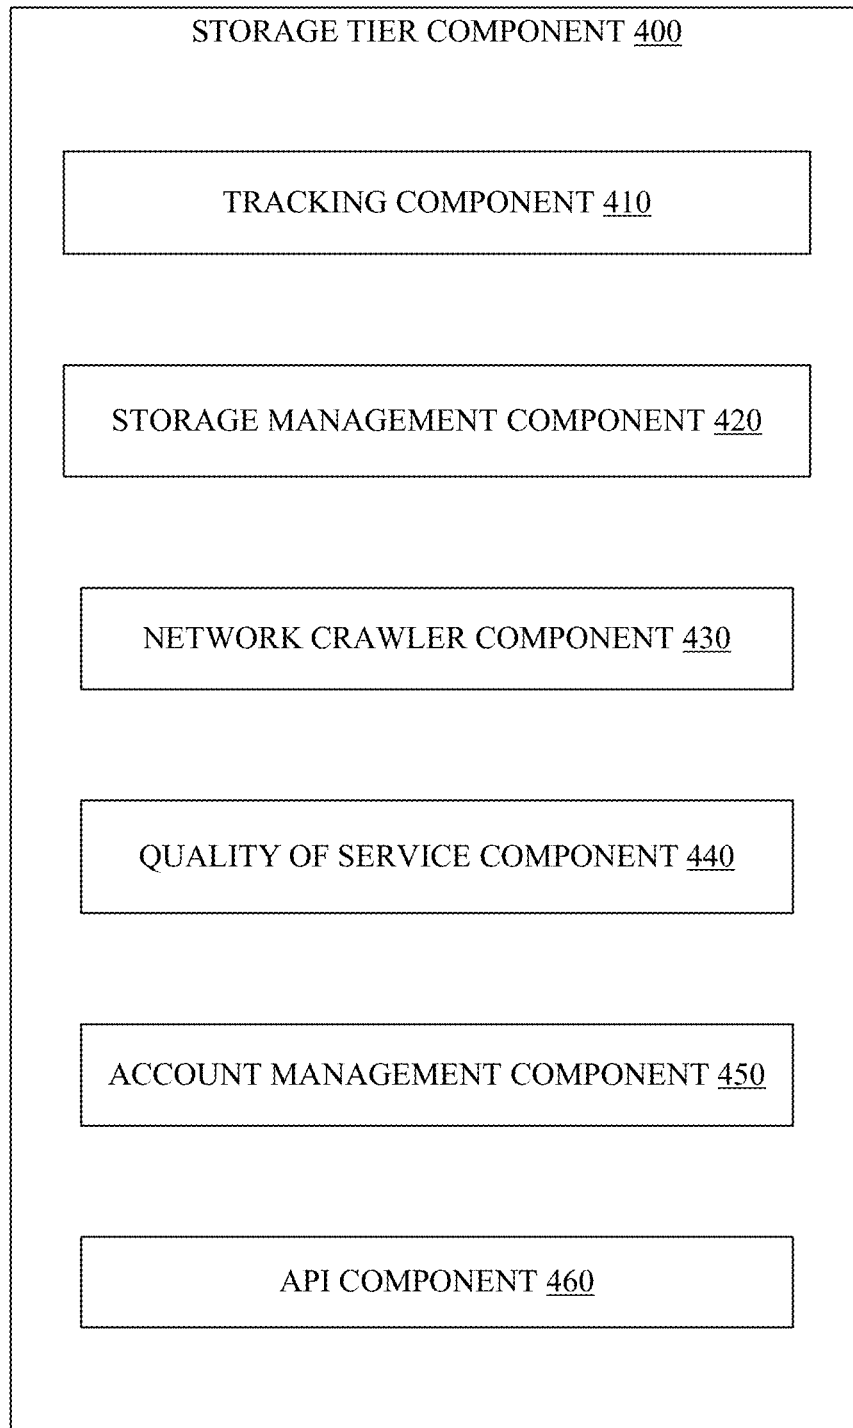 STORAGE TIER COMPONENT 400
TRACKING COMPONENT 410
STORAGE MANAGEMENT COMPONENT 420
NETWORK CRAWLER COMPONENT 430
QUALITY OF SERVICE COMPONENT 440
ACCOUNT MANAGEMENT COMPONENT 450
API COMPONENT 460